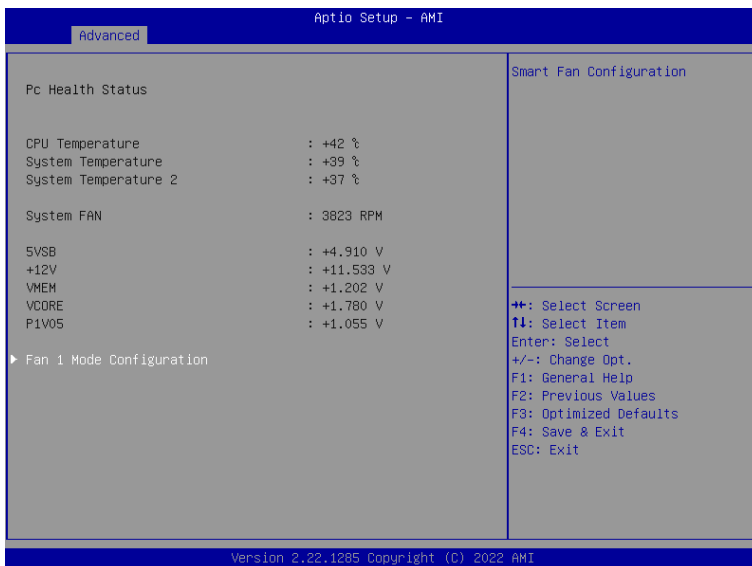 Aptio Setup – AMI
Advanced
Pc Health Status
CPU Temperature : +42 ℃
System Temperature : +39 ℃
System Temperature 2 : +37 ℃
System FAN : 3823 RPM
5VSB : +4.910 V
+12V : +11.533 V
VMEM : +1.202 V
VCORE : +1.780 V
P1V05 : +1.055 V
▶ Fan 1 Mode Configuration
Smart Fan Configuration
→←: Select Screen
↑↓: Select Item
Enter: Select
+/-: Change Opt.
F1: General Help
F2: Previous Values
F3: Optimized Defaults
F4: Save & Exit
ESC: Exit
Version 2.22.1285 Copyright (C) 2022 AMI